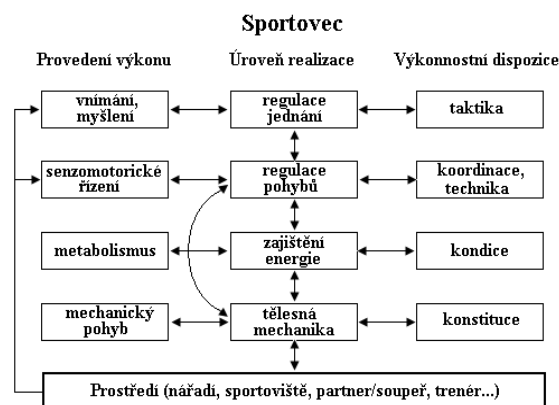 Sportovec
Provedení výkonu
Úroveň realizace
Výkonnostní dispozice
vnímání,
myšlení
regulace
jednání
taktika
senzomotorické
řízení
regulace
pohybů
koordinace,
technika
metabolismus
zajištění
energie
kondice
mechanický
pohyb
tělesná
mechanika
konstituce
Prostředí (nářadí, sportoviště, partner/soupeř, trenér...)